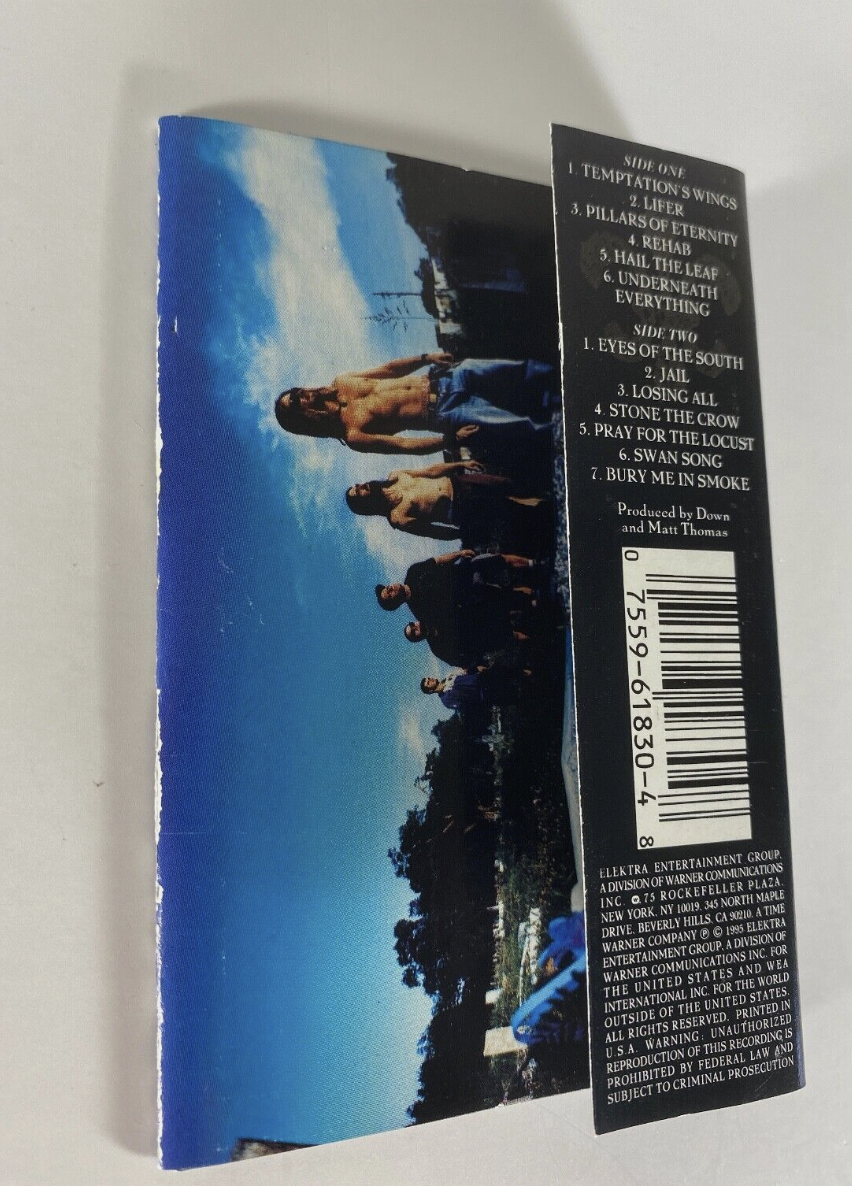 SIDE ONE
1. TEMPTATION'S WINGS
2. LIFER
3. PILLARS OF ETERNITY
4. REHAB
5. HAIL THE LEAF
6. UNDERNEATH
EVERYTHING
SIDE TWO
1. EYES OF THE SOUTH
2. JAIL
3. LOSING ALL
4. STONE THE CROW
5. PRAY FOR THE LOCUST
6. SWAN SONG
7. BURY ME IN SMOKE
Produced by Down
and Matt Thomas
0 7559-61830-4 8
ELEKTRA ENTERTAINMENT GROUP,
A DIVISION OF WARNER COMMUNICATIONS
INC. 75 ROCKEFELLER PLAZA,
NEW YORK, NY 10019. 345 NORTH MAPLE
DRIVE, BEVERLY HILLS, CA 90210. A TIME
WARNER COMPANY ℗ © 1995 ELEKTRA
ENTERTAINMENT GROUP, A DIVISION OF
WARNER COMMUNICATIONS INC. FOR
THE UNITED STATES AND WEA
INTERNATIONAL INC. FOR THE WORLD
OUTSIDE OF THE UNITED STATES.
ALL RIGHTS RESERVED. PRINTED IN
U.S.A. WARNING: UNAUTHORIZED
REPRODUCTION OF THIS RECORDING IS
PROHIBITED BY FEDERAL LAW AND
SUBJECT TO CRIMINAL PROSECUTION